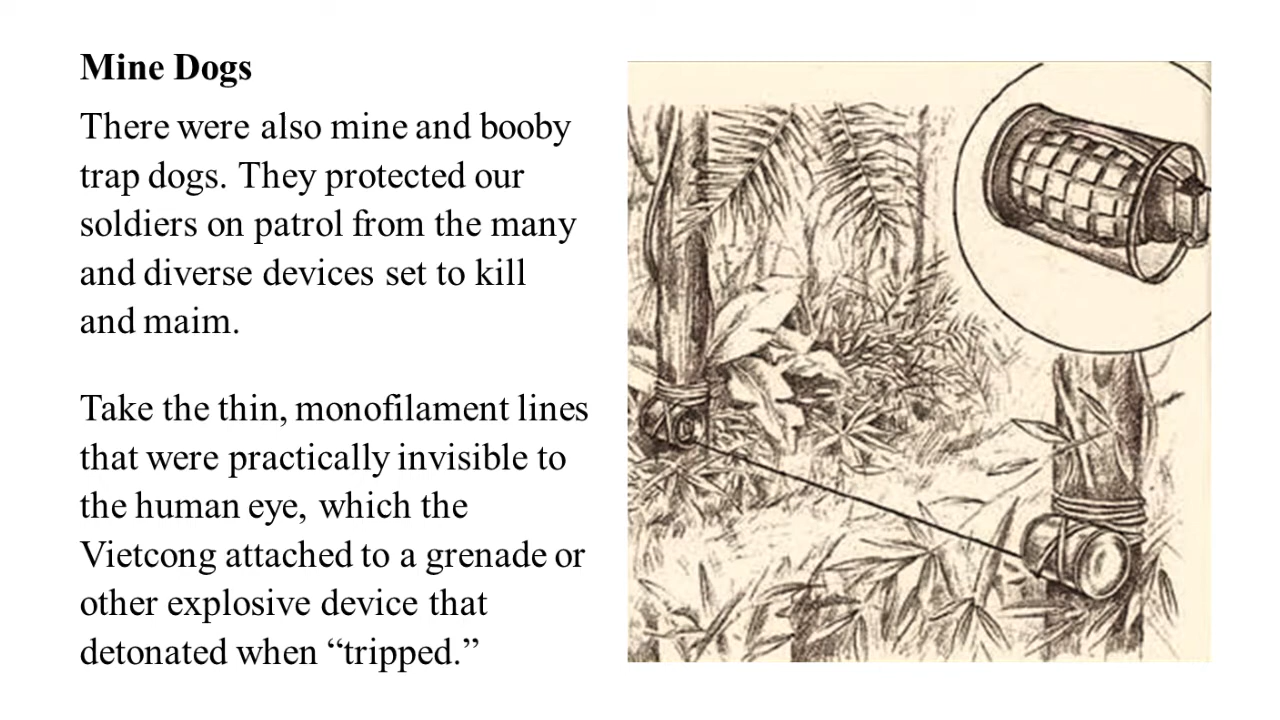 Mine Dogs
There were also mine and booby
trap dogs. They protected our
soldiers on patrol from the many
and diverse devices set to kill
and maim.
Take the thin, monofilament lines
that were practically invisible to
the human eye, which the
Vietcong attached to a grenade or
other explosive device that
detonated when “tripped.”